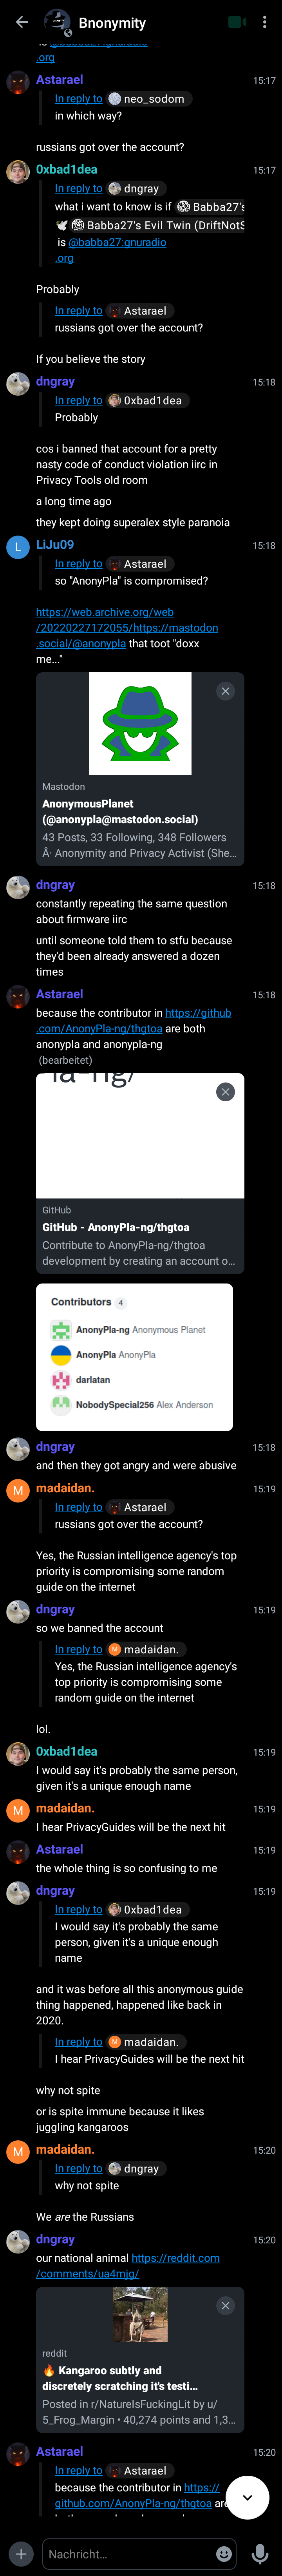 Bnonymity
is @babba27:gnuradio
.org
Astarael 15:17
In reply to neo_sodom
in which way?
russians got over the account?
0xbad1dea 15:17
In reply to dngray
what i want to know is if Babba27's
🕊 Babba27's Evil Twin (DriftNotS
is @babba27:gnuradio
.org
Probably
In reply to Astarael
russians got over the account?
If you believe the story
dngray 15:18
In reply to 0xbad1dea
Probably
cos i banned that account for a pretty
nasty code of conduct violation iirc in
Privacy Tools old room
a long time ago
they kept doing superalex style paranoia
L
LiJu09 15:18
In reply to Astarael
so "AnonyPla" is compromised?
https://web.archive.org/web
/20220227172055/https://mastodon
.social/@anonypla that toot "doxx
me..."
Mastodon
AnonymousPlanet
(@anonypla@mastodon.social)
43 Posts, 33 Following, 348 Followers
Â· Anonymity and Privacy Activist (She...
dngray 15:18
constantly repeating the same question
about firmware iirc
until someone told them to stfu because
they'd been already answered a dozen
times
Astarael 15:18
because the contributor in https://github
.com/AnonyPla-ng/thgtoa are both
anonypla and anonypla-ng
(bearbeitet)
la-ng/
GitHub
GitHub - AnonyPla-ng/thgtoa
Contribute to AnonyPla-ng/thgtoa
development by creating an account o...
Contributors 4
AnonyPla-ng Anonymous Planet
AnonyPla AnonyPla
darlatan
NobodySpecial256 Alex Anderson
dngray 15:18
and then they got angry and were abusive
M
madaidan. 15:19
In reply to Astarael
russians got over the account?
Yes, the Russian intelligence agency's top
priority is compromising some random
guide on the internet
dngray 15:19
so we banned the account
In reply to M madaidan.
Yes, the Russian intelligence agency's
top priority is compromising some
random guide on the internet
lol.
0xbad1dea 15:19
I would say it's probably the same person,
given it's a unique enough name
M
madaidan. 15:19
I hear PrivacyGuides will be the next hit
Astarael 15:19
the whole thing is so confusing to me
dngray 15:19
In reply to 0xbad1dea
I would say it's probably the same
person, given it's a unique enough
name
and it was before all this anonymous guide
thing happened, happened like back in
2020.
In reply to M madaidan.
I hear PrivacyGuides will be the next hit
why not spite
or is spite immune because it likes
juggling kangaroos
M
madaidan. 15:20
In reply to dngray
why not spite
We are the Russians
dngray 15:20
our national animal https://reddit.com
/comments/ua4mjg/
reddit
🔥 Kangaroo subtly and
discretely scratching it's testi...
Posted in r/NatureIsFuckingLit by u/
5_Frog_Margin • 40,274 points and 1,3...
Astarael 15:20
In reply to Astarael
because the contributor in https://
github.com/AnonyPla-ng/thgtoa are
Nachricht...